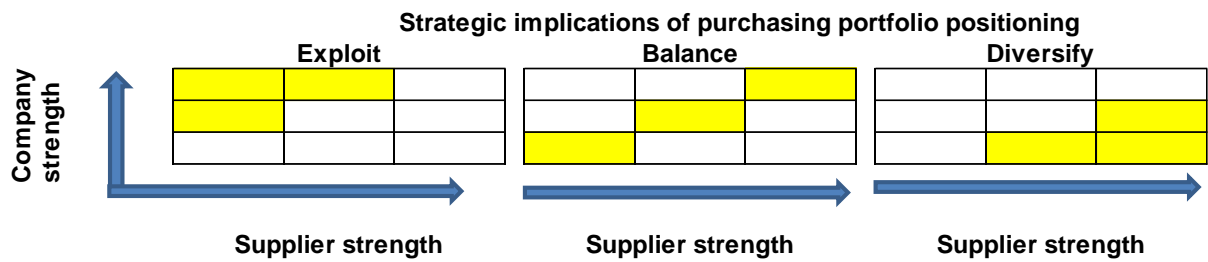 Strategic implications of purchasing portfolio positioning
Exploit Balance Diversify
Company
strength
Supplier strength Supplier strength Supplier strength